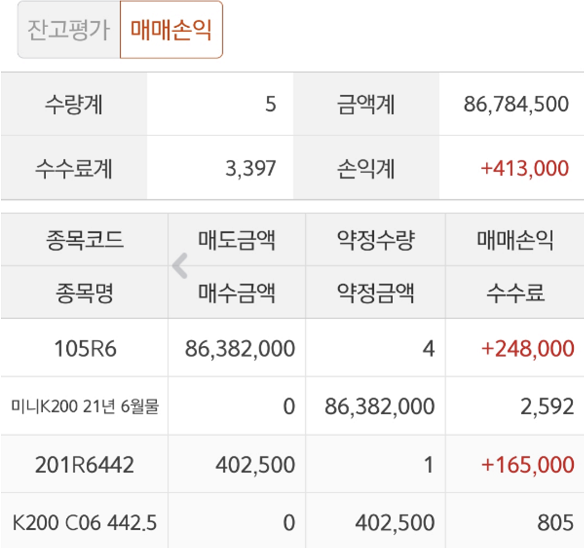 잔고평가 매매손익
수량계 5 금액계 86,784,500
수수료계 3,397 손익계 +413,000
종목코드 매도금액 약정수량 매매손익
종목명 매수금액 약정금액 수수료
105R6 86,382,000 4 +248,000
미니K200 21년 6월물 0 86,382,000 2,592
201R6442 402,500 1 +165,000
K200 C06 442.5 0 402,500 805